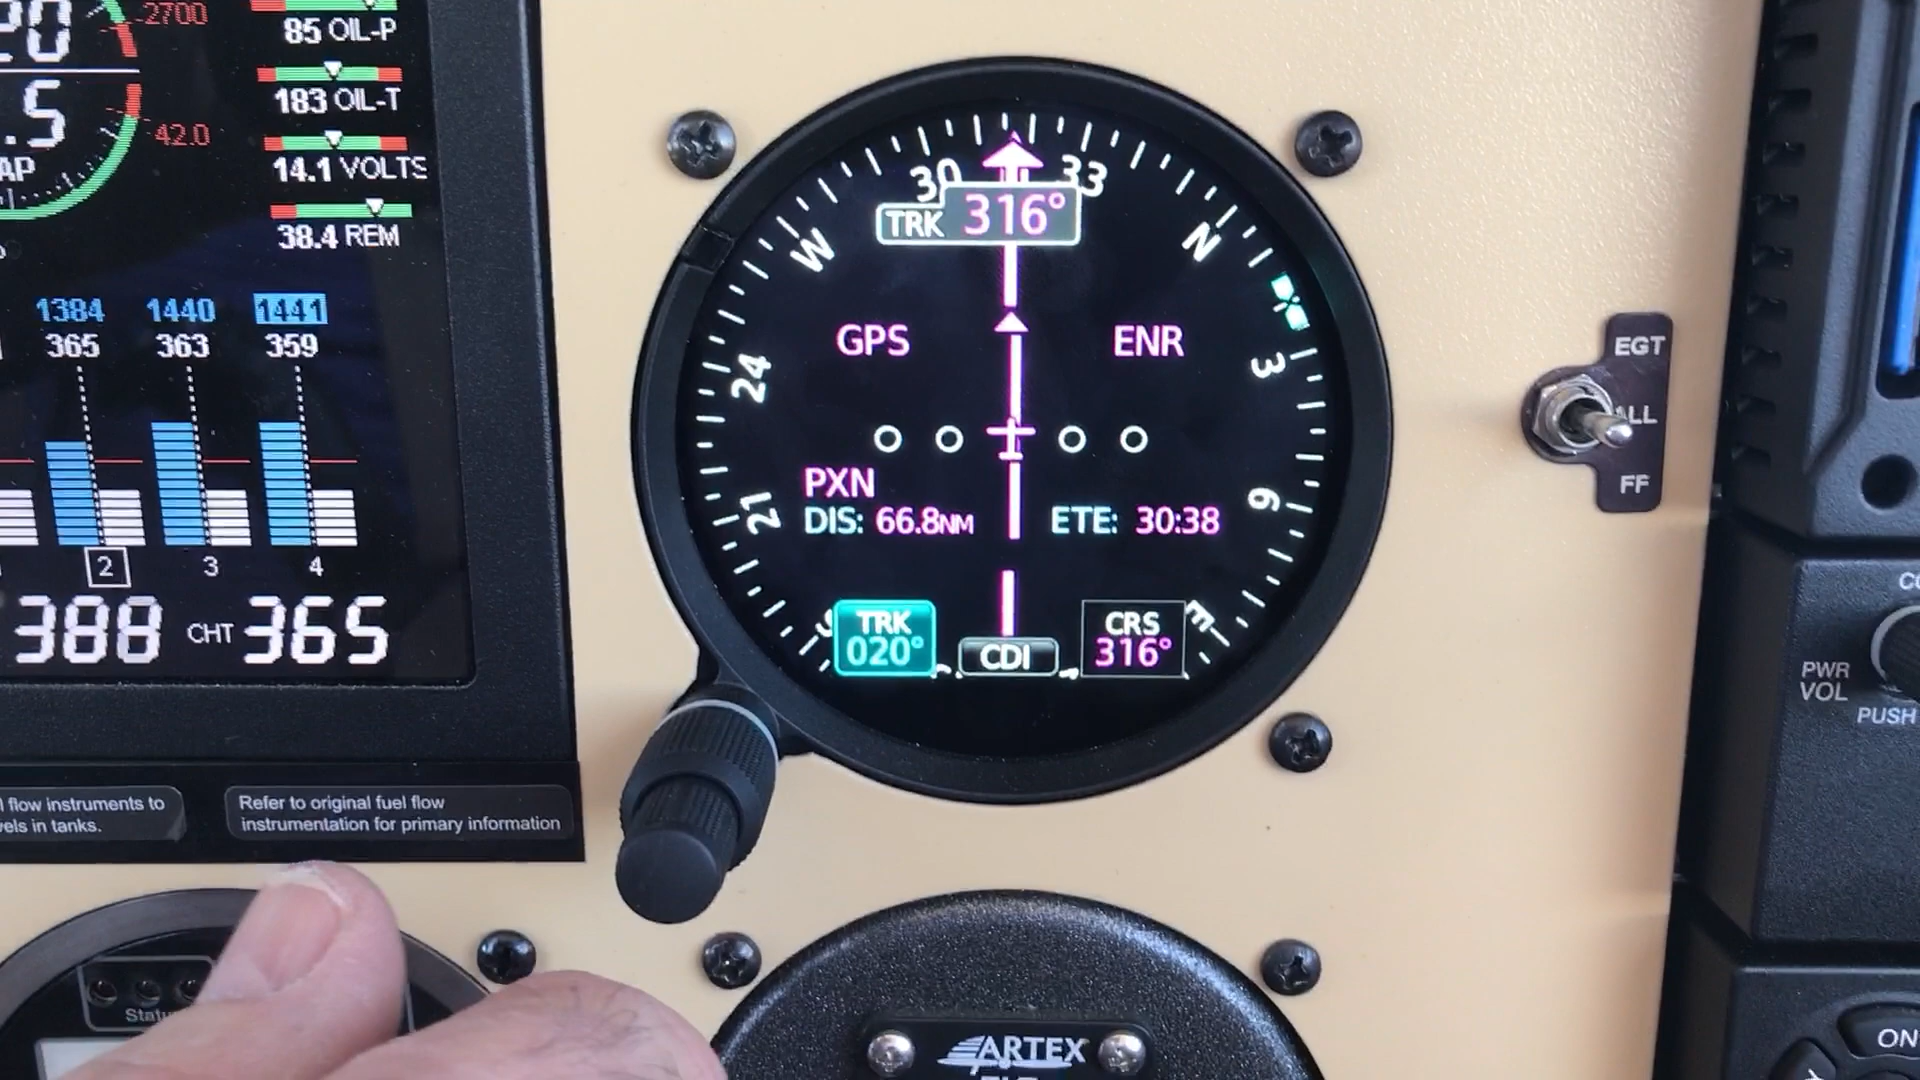 2700
85 OIL-P
183 OIL-T
.5
42.0
14.1 VOLTS
38.4 REM
1384 1440 1441
365 363 359
2 3 4
388 CHT 365
flow instruments to
in tanks.
Refer to original fuel flow
instrumentation for primary information
30 33
TRK 316°
W N
GPS ENR
24 3
PXN
DIS: 66.8NM ETE: 30:38
21 6
TRK
020°
CDI
CRS
316°
E
EGT
ALL
FF
PWR
VOL
PUSH
ON
ARTEX